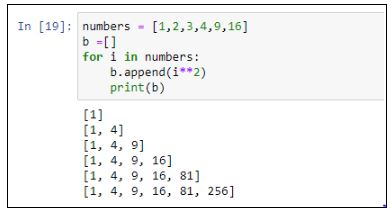 In [19]: numbers = [1,2,3,4,9,16]
b =[]
for i in numbers:
    b.append(i**2)
    print(b)
[1]
[1, 4]
[1, 4, 9]
[1, 4, 9, 16]
[1, 4, 9, 16, 81]
[1, 4, 9, 16, 81, 256]